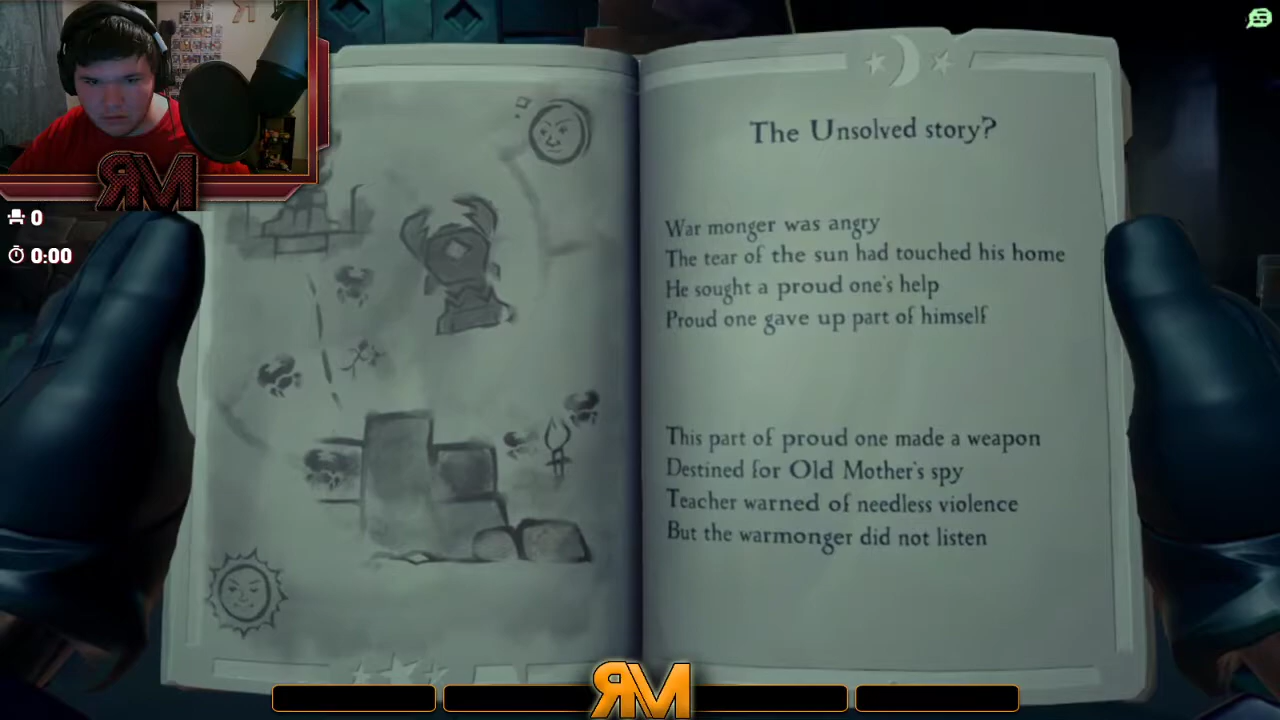 0
0:00
The Unsolved story?
War monger was angry
The tear of the sun had touched his home
He sought a proud one's help
Proud one gave up part of himself
This part of proud one made a weapon
Destined for Old Mother's spy
Teacher warned of needless violence
But the warmonger did not listen
RM
RM